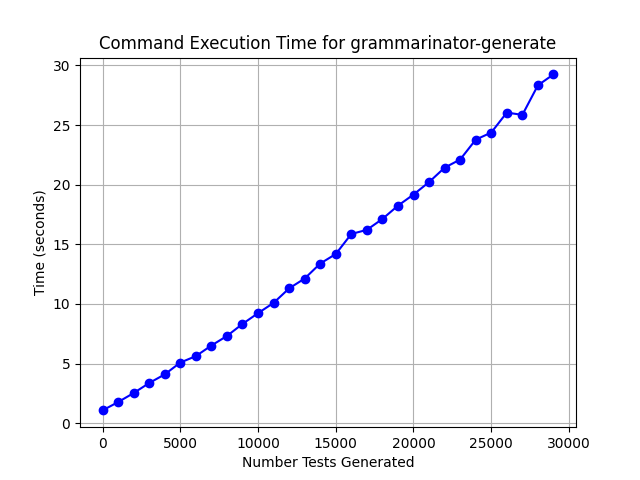 Command Execution Time for grammarinator-generate
30
25
20
15
10
5
0
Time (seconds)
0 5000 10000 15000 20000 25000 30000
Number Tests Generated